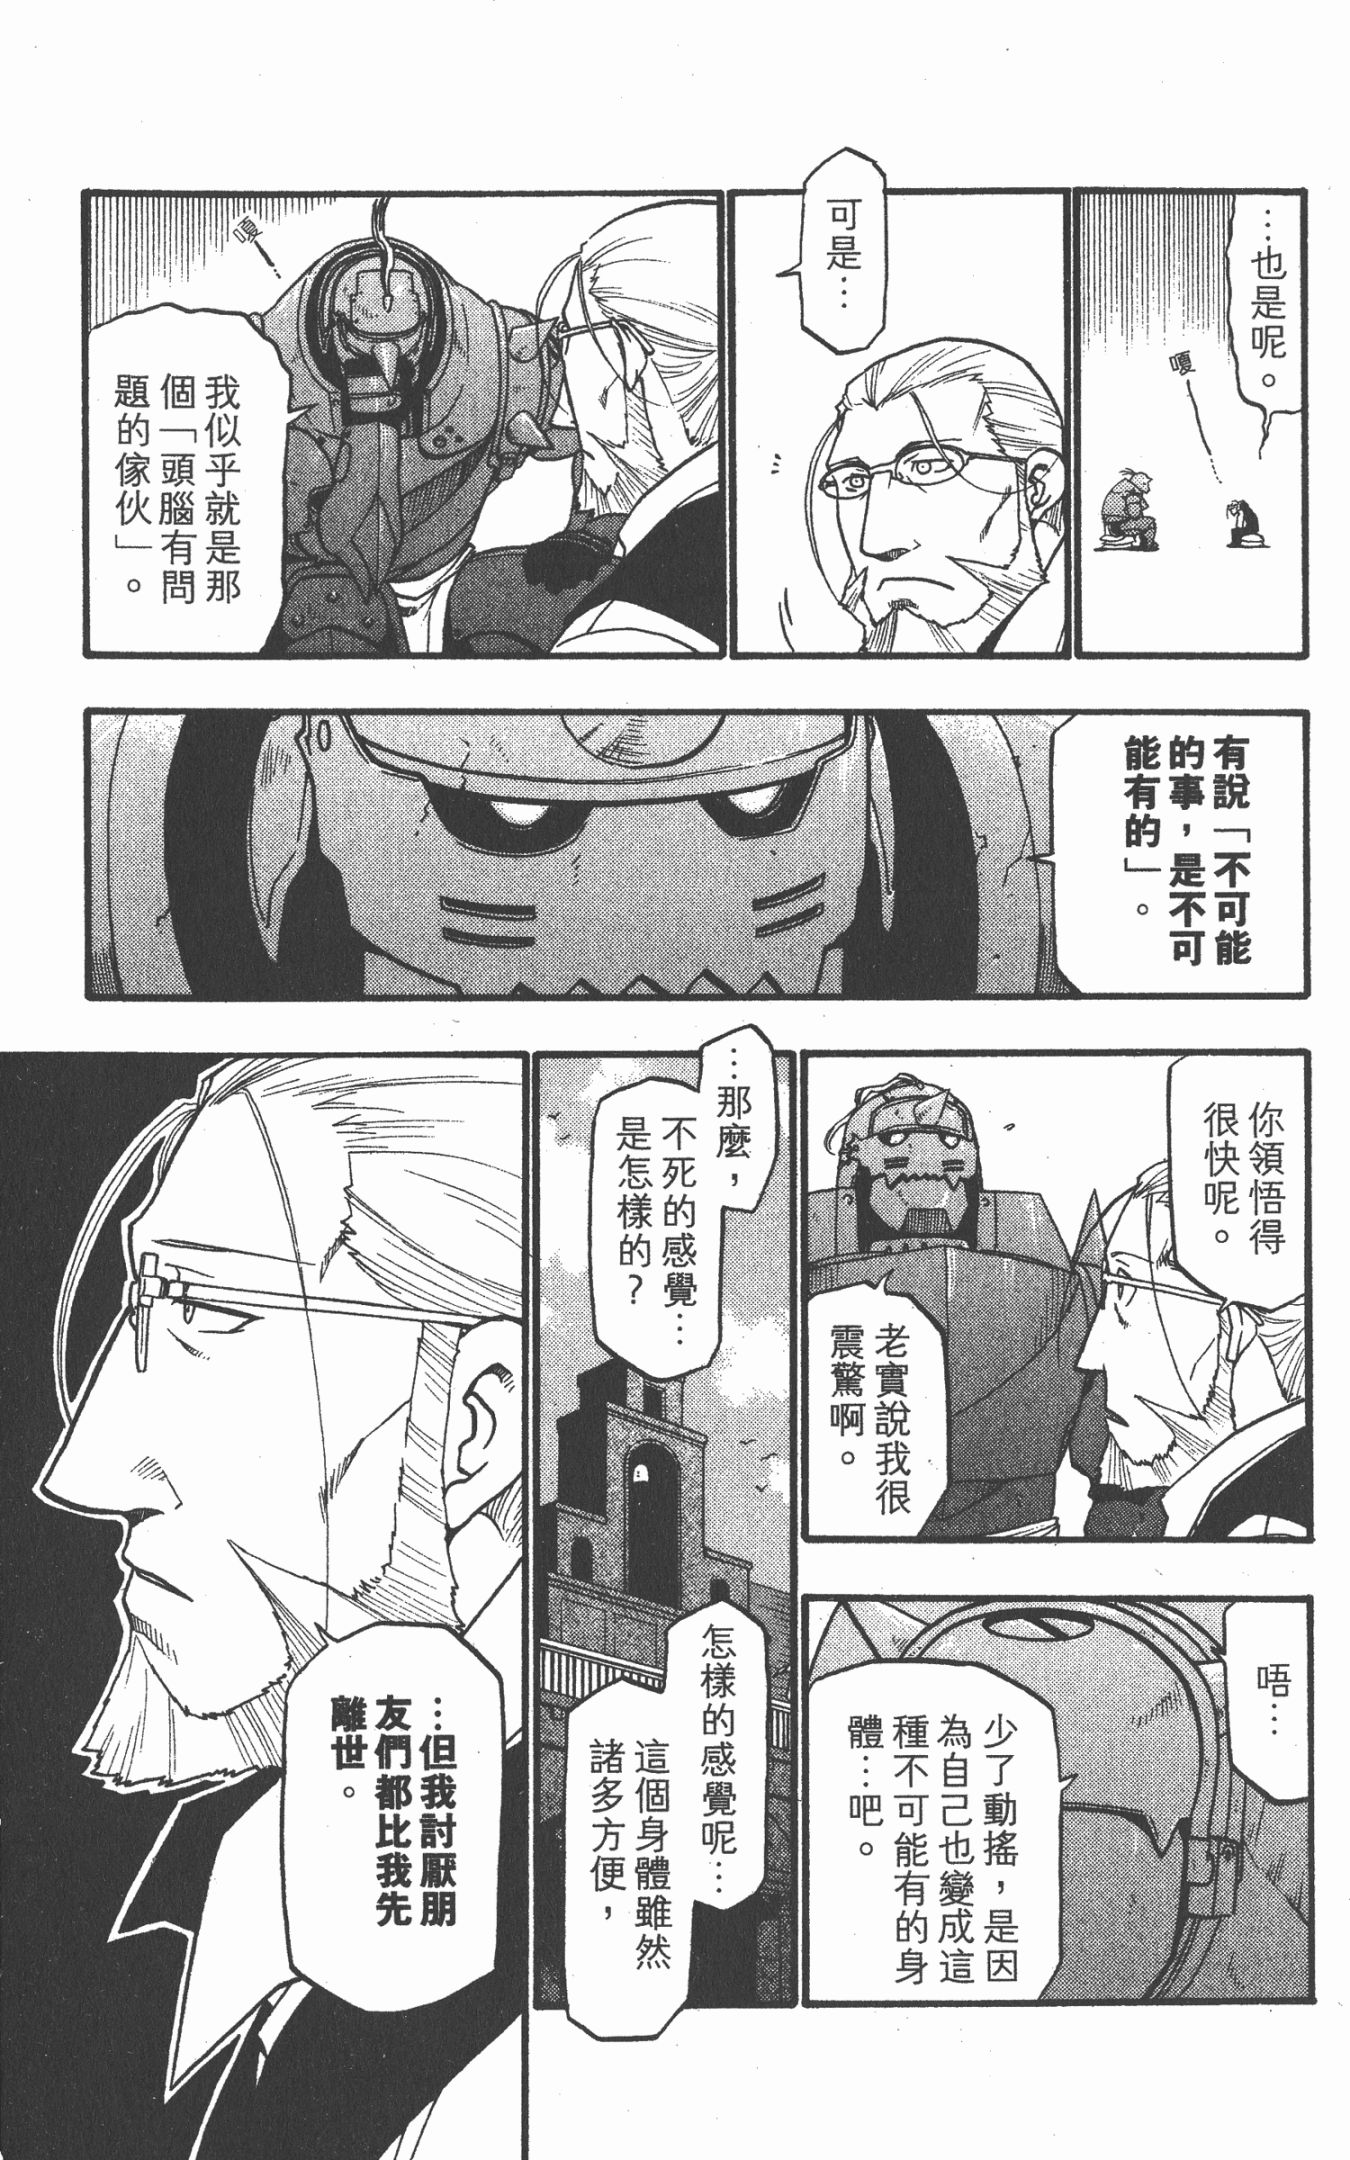 …也是呢。
嗄…
可是…
嗄…
我似乎就是那
個「頭腦有問
題的傢伙」。
有說「不可能
的事，是不可
能有的」。
你領悟得
很快呢。
老實說我很
震驚啊。
唔…
少了動搖，是因
為自己也變成這
種不可能有的身
體…吧。
…那麼，
不死的感覺…
是怎樣的？
怎樣的感覺呢…
這個身體雖然
諸多方便，
…但我討厭朋
友們都比我先
離世。